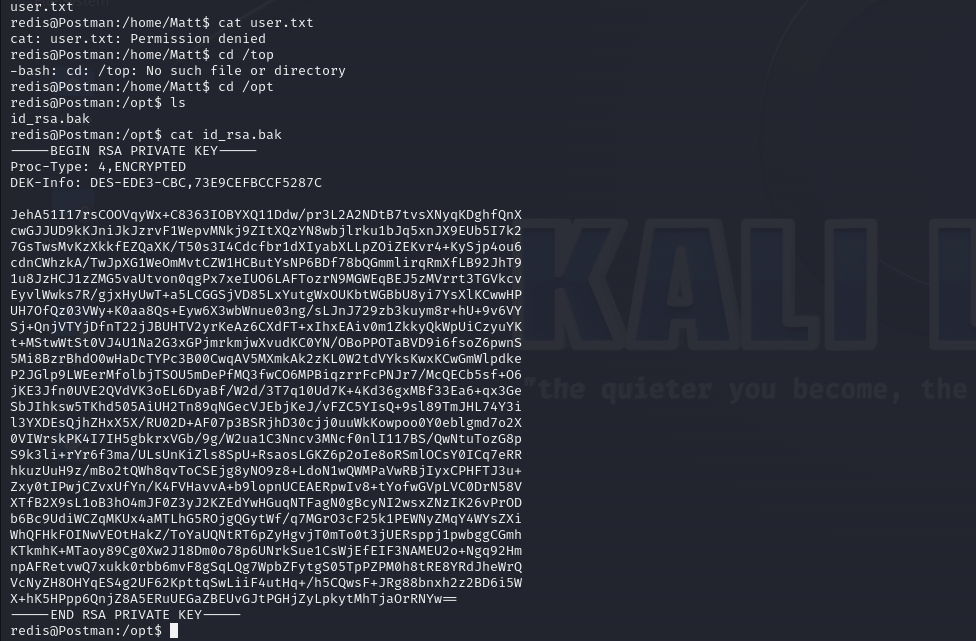 user.txt
redis@Postman:/home/Matt$ cat user.txt
cat: user.txt: Permission denied
redis@Postman:/home/Matt$ cd /top
-bash: cd: /top: No such file or directory
redis@Postman:/home/Matt$ cd /opt
redis@Postman:/opt$ ls
id_rsa.bak
redis@Postman:/opt$ cat id_rsa.bak
-----BEGIN RSA PRIVATE KEY-----
Proc-Type: 4,ENCRYPTED
DEK-Info: DES-EDE3-CBC,73E9CEFBCCF5287C
JehA51I17rsCOOVqyWx+C8363IOBYXQ11Ddw/pr3L2A2NDtB7tvsXNyqKDghfQnX
cwGJJUD9kKJniJkJzrvF1WepvMNkj9ZItXQzYN8wbjlrku1bJq5xnJX9EUb5I7k2
7GsTwsMvKzXkkfEZQaXK/T50s3I4Cdcfbr1dXIyabXLLpZOiZEKvr4+KySjp4ou6
cdnCWhzkA/TwJpXG1WeOmMvtCZW1HCButYsNP6BDf78bQGmmlirqRmXfLB92JhT9
1u8JzHCJ1zZMG5vaUtvon0qgPx7xeIUO6LAFTozrN9MGWEqBEJ5zMVrrt3TGVkcv
EyvlWwks7R/gjxHyUwT+a5LCGGSjVD85LxYutgWxOUKbtWGBbU8yi7YsXlKCwwHP
UH7OfQz03VWy+K0aa8Qs+Eyw6X3wbWnue03ng/sLJnJ729zb3kuym8r+hU+9v6VY
Sj+QnjVTYjDfnT22jJBUHTV2yrKeAz6CXdFT+xIhxEAiv0m1ZkkyQkWpUiCzyuYK
t+MStwWtSt0VJ4U1Na2G3xGPjmrkmjwXvudKC0YN/OBoPPOTaBVD9i6fsoZ6pwnS
5Mi8BzrBhdO0wHaDcTYPc3B00CwqAV5MXmkAk2zKL0W2tdVYksKwxKCwGmWlpdke
P2JGlp9LWEerMfolbjTSOU5mDePfMQ3fwCO6MPBiqzrrFcPNJr7/McQECb5sf+O6
jKE3Jfn0UVE2QVdVK3oEL6DyaBf/W2d/3T7q10Ud7K+4Kd36gxMBf33Ea6+qx3Ge
SbJIhksw5TKhd505AiUH2Tn89qNGecVJEbjKeJ/vFZC5YIsQ+9sl89TmJHL74Y3i
l3YXDEsQjhZHxX5X/RU02D+AF07p3BSRjhD30cjj0uuWkKowpoo0Y0eblgmd7o2X
0VIWrskPK4I7IH5gbkrxVGb/9g/W2ua1C3Nncv3MNcf0nlI117BS/QwNtuTozG8p
S9k3li+rYr6f3ma/ULsUnKiZls8SpU+RsaosLGKZ6p2oIe8oRSmlOCsY0ICq7eRR
hkuzUuH9z/mBo2tQWh8qvToCSEjg8yNO9z8+LdoN1wQWMPaVwRBjIyxCPHFTJ3u+
Zxy0tIPwjCZvxUfYn/K4FVHavvA+b9lopnUCEAERpwIv8+tYofwGVpLVC0DrN58V
XTfB2X9sL1oB3hO4mJF0Z3yJ2KZEdYwHGuqNTFagN0gBcyNI2wsxZNzIK26vPrOD
b6Bc9UdiWCZqMKUx4aMTLhG5ROjgQGytWf/q7MGrO3cF25k1PEWNyZMqY4WYsZXi
WhQFHkFOINwVEOtHakZ/ToYaUQNtRT6pZyHgvjT0mTo0t3jUERsppj1pwbggCGmh
KTkmhK+MTaoy89Cg0Xw2J18Dm0o78p6UNrkSue1CsWjEfEIF3NAMEU2o+Ngq92Hm
npAFRetvwQ7xukk0rbb6mvF8gSqLQg7WpbZFytgS05TpPZPM0h8tRE8YRdJheWrQ
VcNyZH8OHYqES4g2UF62KpttqSwLiiF4utHq+/h5CQwsF+JRg88bnxh2z2BD6i5W
X+hK5HPpp6QnjZ8A5ERuUEGaZBEUvGJtPGHjZyLpkytMhTjaOrRNYw==
-----END RSA PRIVATE KEY-----
redis@Postman:/opt$
KALI
"the quieter you become, the